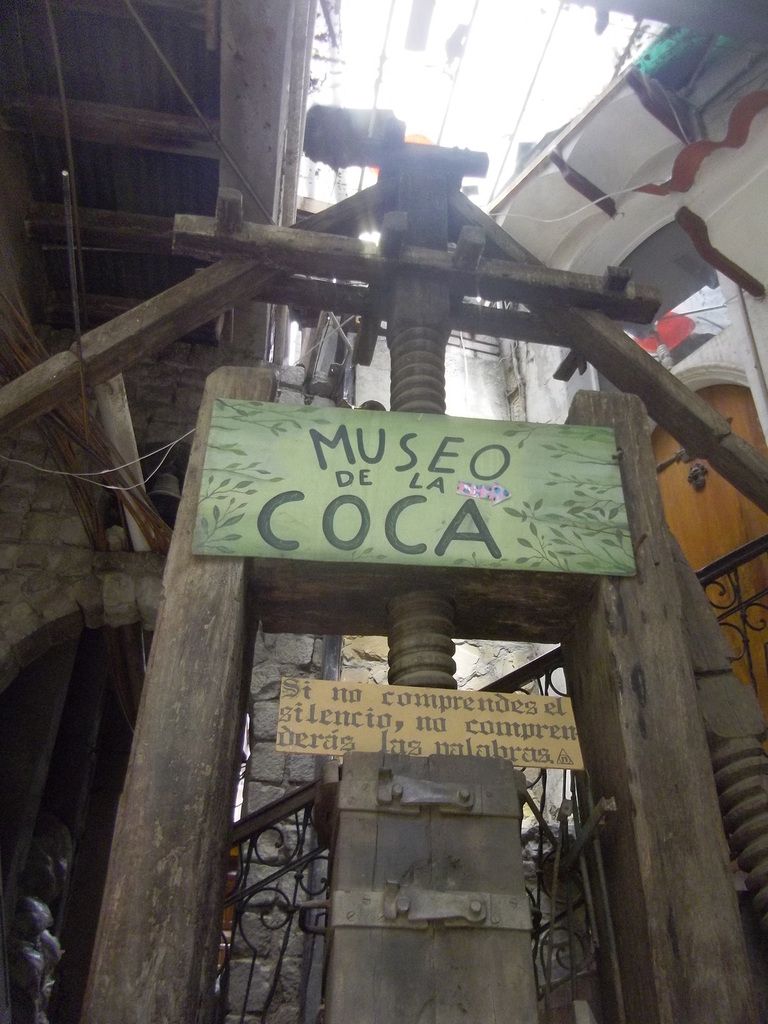 MUSEO
DE LA
COCA
Si no comprendes el
silencio, no compren
derás las palabras.